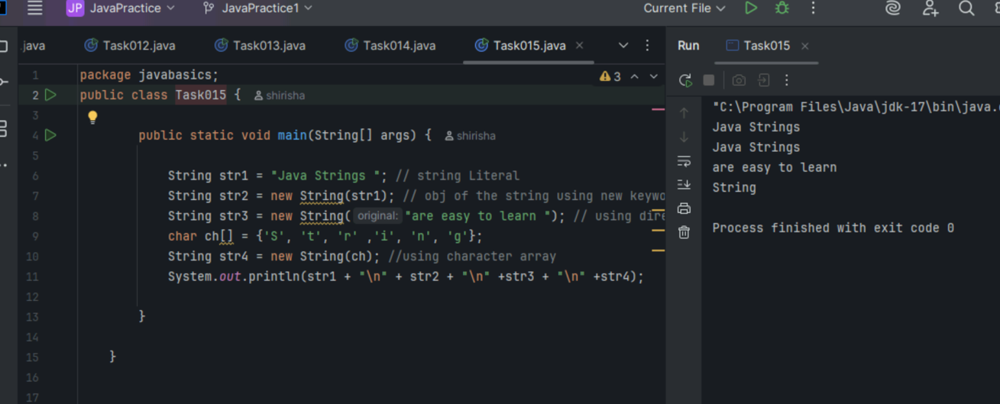 JP JavaPractice JavaPractice1 Current File
.java Task012.java Task013.java Task014.java Task015.java Run Task015
1 package javabasics; 3
2 public class Task015 { shirisha
3
4 public static void main(String[] args) { shirisha
5
6 String str1 = "Java Strings "; // string Literal
7 String str2 = new String(str1); // obj of the string using new keywo
8 String str3 = new String( original: "are easy to learn "); // using dire
9 char ch[] = {'S', 't', 'r' ,'i', 'n', 'g'};
10 String str4 = new String(ch); //using character array
11 System.out.println(str1 + "\n" + str2 + "\n" +str3 + "\n" +str4);
12
13 }
14
15 }
16
17
"C:\Program Files\Java\jdk-17\bin\java.
Java Strings
Java Strings
are easy to learn
String
Process finished with exit code 0